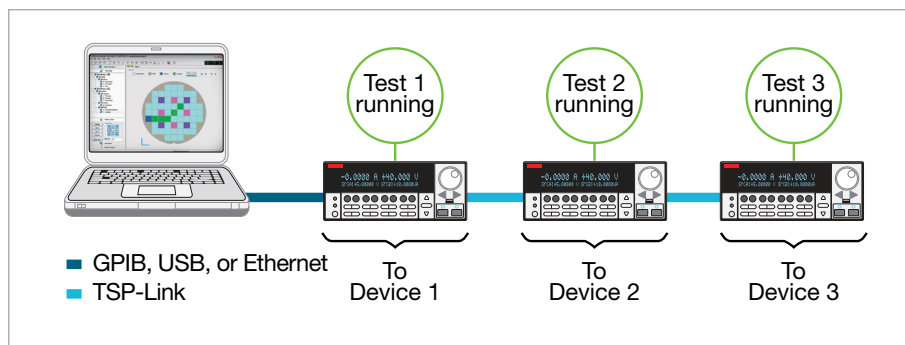 Test 1
running
Test 2
running
Test 3
running
-0.0000 A +40.000 V
-0.0000 A +40.000 V
-0.0000 A +40.000 V
GPIB, USB, or Ethernet
TSP-Link
To
Device 1
To
Device 2
To
Device 3